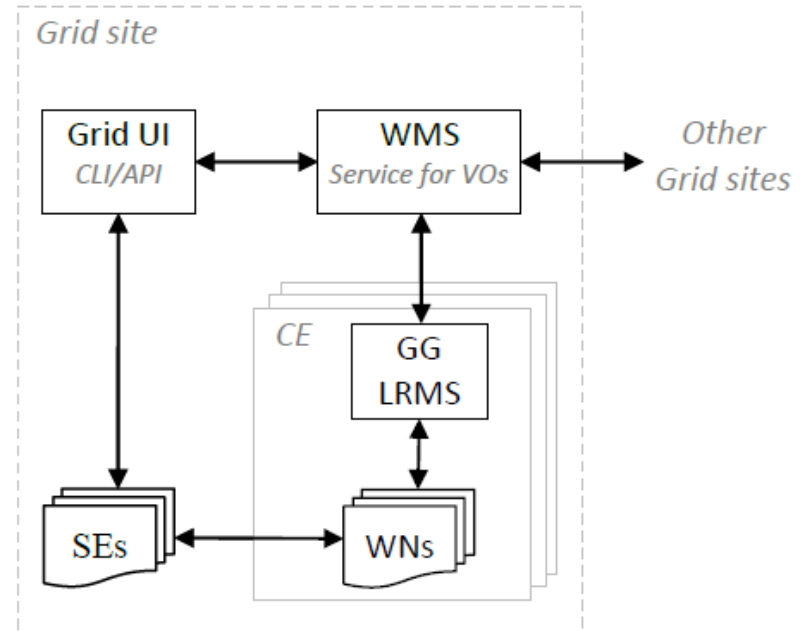 Grid site
Grid UI
CLI/API
WMS
Service for VOs
Other
Grid sites
CE
GG
LRMS
SEs
WNs